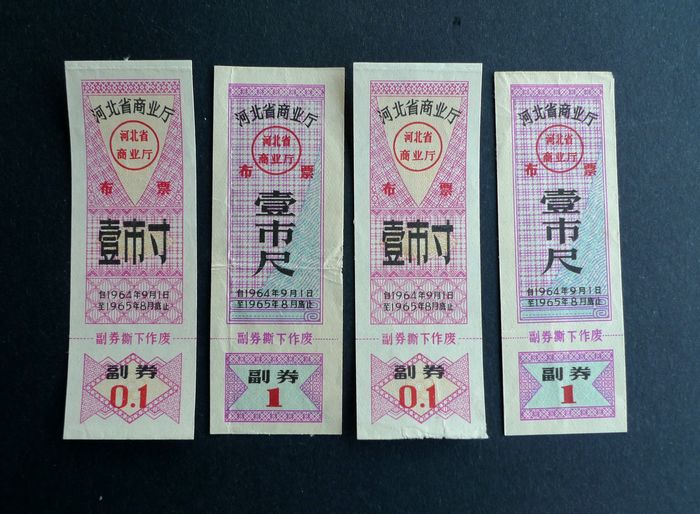 河北省商业厅
河北省
商业厅
布 票
壹市寸
自1964年9月1日
至1965年8月底止
副券撕下作废
副券
0.1
河北省商业厅
河北省
商业厅
布 票
壹市尺
自1964年9月1日
至1965年8月底止
副券撕下作废
副券
1
河北省商业厅
河北省
商业厅
布 票
壹市寸
自1964年9月1日
至1965年8月底止
副券撕下作废
副券
0.1
河北省商业厅
河北省
商业厅
布 票
壹市尺
自1964年9月1日
至1965年8月底止
副券撕下作废
副券
1